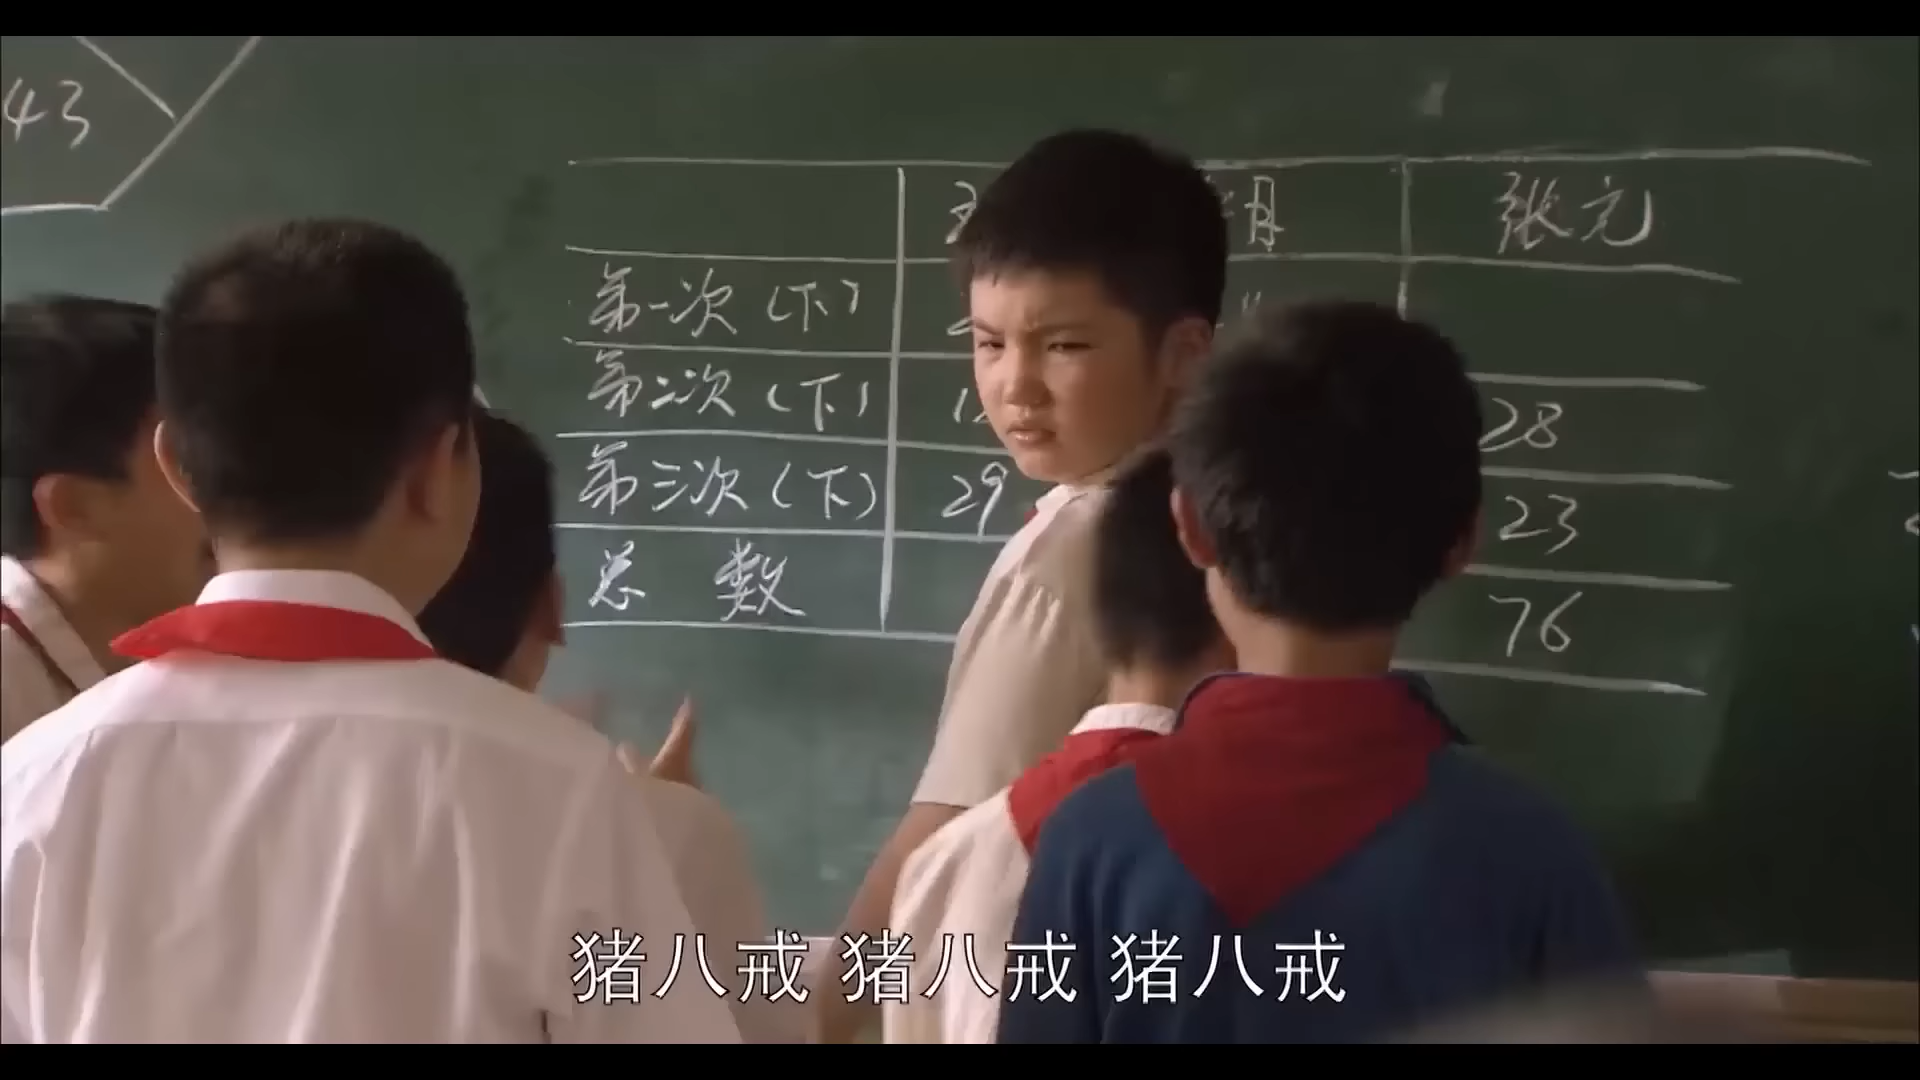 43
张元
第一次（下）
第二次（下）
28
第三次（下）
29
23
总 数
76
猪八戒 猪八戒 猪八戒